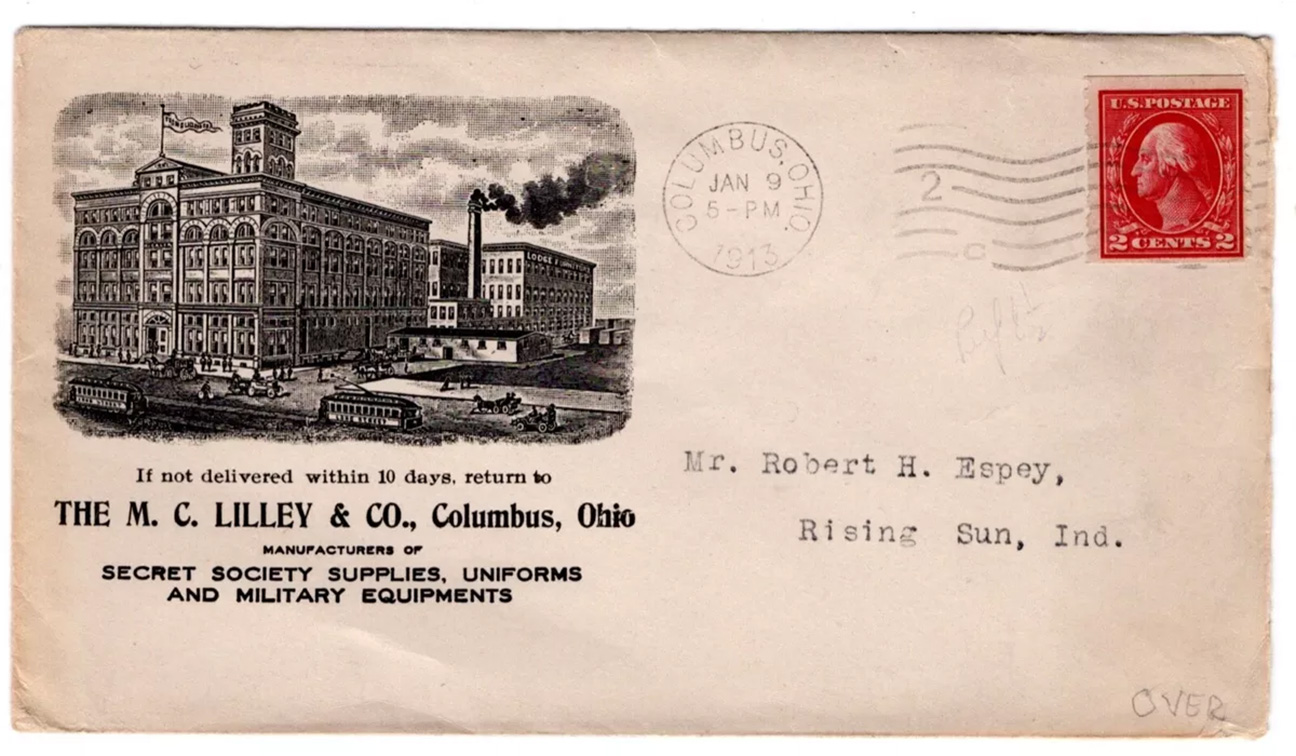 If not delivered within 10 days, return to
THE M. C. LILLEY & CO., Columbus, Ohio
MANUFACTURERS OF
SECRET SOCIETY SUPPLIES, UNIFORMS
AND MILITARY EQUIPMENTS
COLUMBUS, OHIO.
JAN 9
5-PM
1913
2
C
U.S. POSTAGE
2 CENTS 2
Mr. Robert H. Espey,
Rising Sun, Ind.
OVER